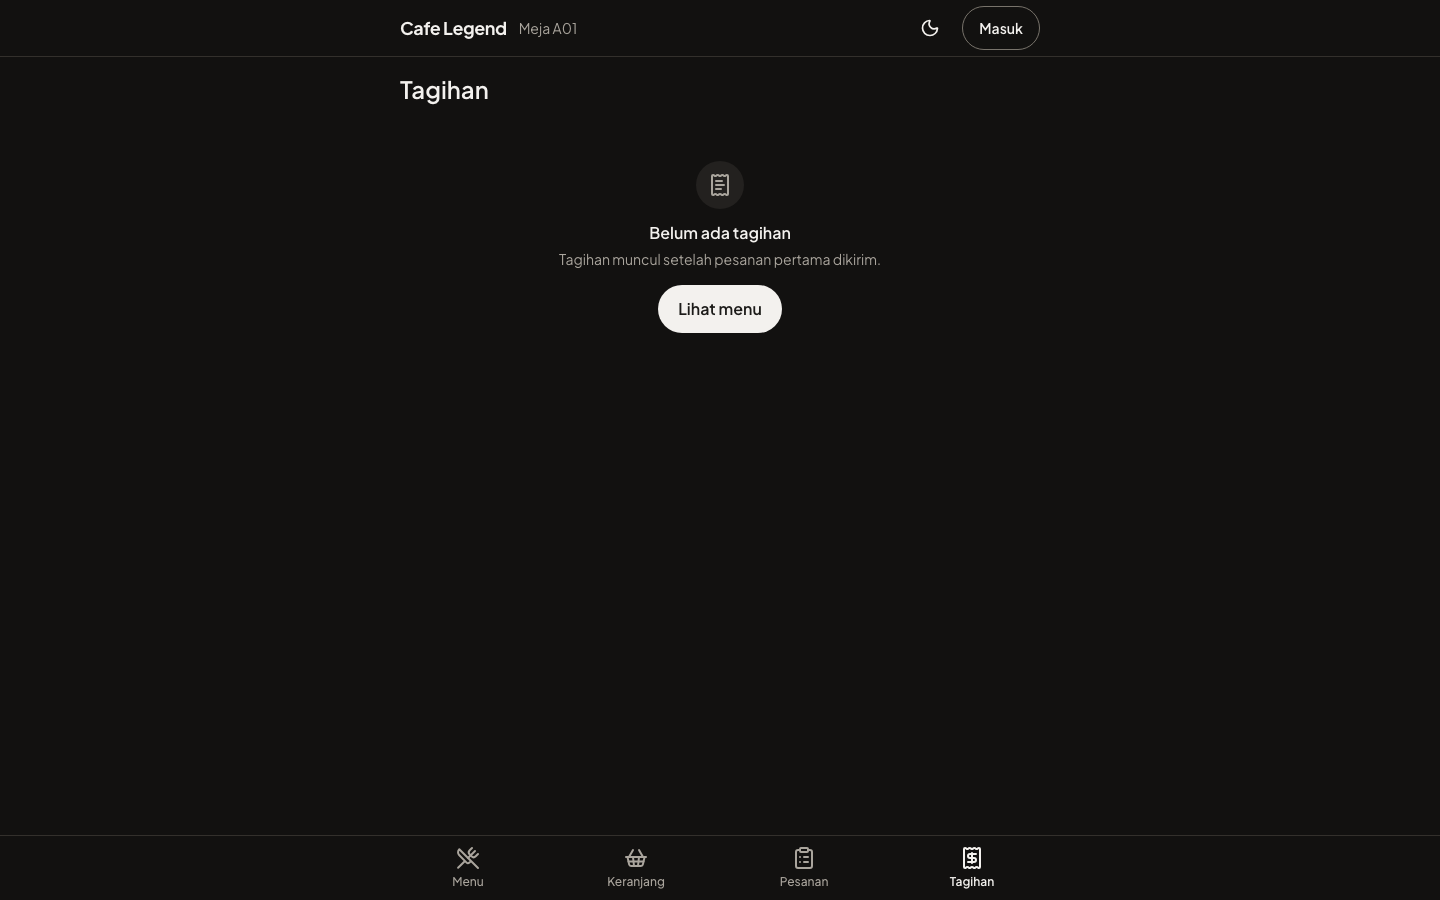 Cafe Legend Meja A01
Masuk
Tagihan
Belum ada tagihan
Tagihan muncul setelah pesanan pertama dikirim.
Lihat menu
Menu
Keranjang
Pesanan
Tagihan